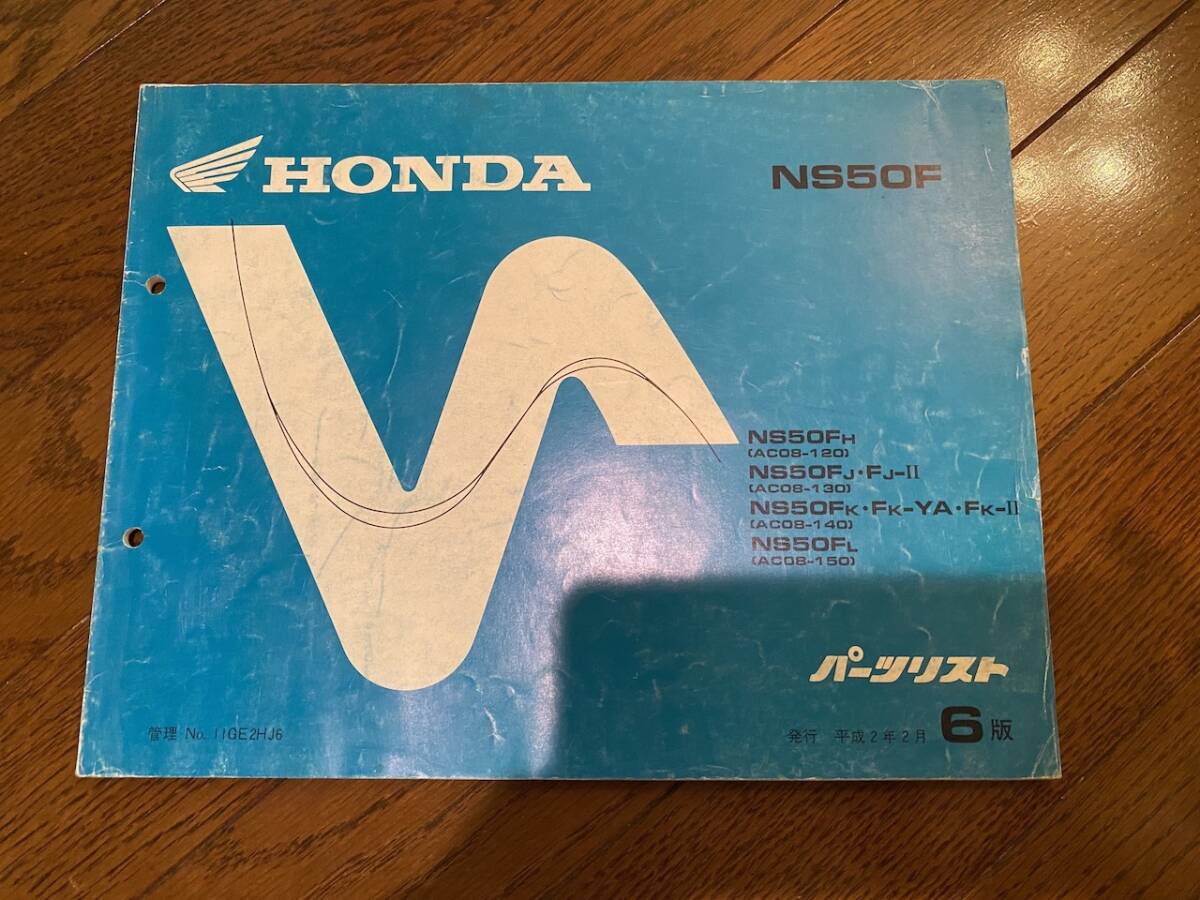 HONDA
NS50F
NS50FH
(AC08-120)
NS50FJ・FJ-II
(AC08-130)
NS50FK・FK-YA・FK-II
(AC08-140)
NS50FL
(AC08-150)
パーツリスト
管理 No. 11GE2HJ6
発行 平成2年2月 6版